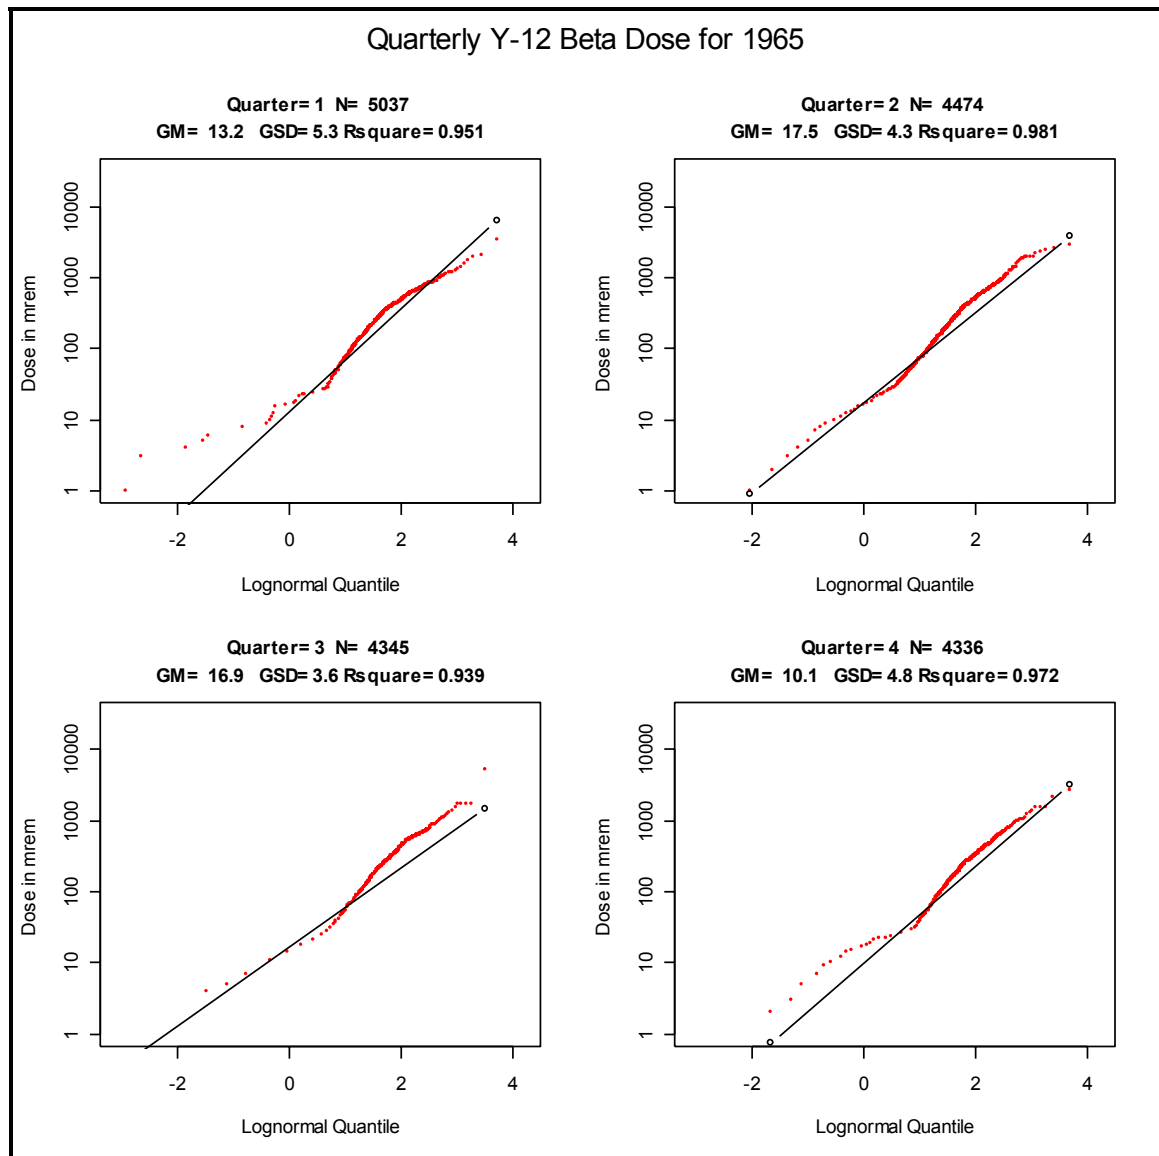 Quarterly Y-12 Beta Dose for 1965
Quarter= 1 N= 5037
GM= 13.2 GSD= 5.3 Rsquare= 0.951
Dose in mrem
10000
1000
100
10
1
-2 0 2 4
Lognormal Quantile
Quarter= 2 N= 4474
GM= 17.5 GSD= 4.3 Rsquare= 0.981
Dose in mrem
10000
1000
100
10
1
-2 0 2 4
Lognormal Quantile
Quarter= 3 N= 4345
GM= 16.9 GSD= 3.6 Rsquare= 0.939
Dose in mrem
10000
1000
100
10
1
-2 0 2 4
Lognormal Quantile
Quarter= 4 N= 4336
GM= 10.1 GSD= 4.8 Rsquare= 0.972
Dose in mrem
10000
1000
100
10
1
-2 0 2 4
Lognormal Quantile